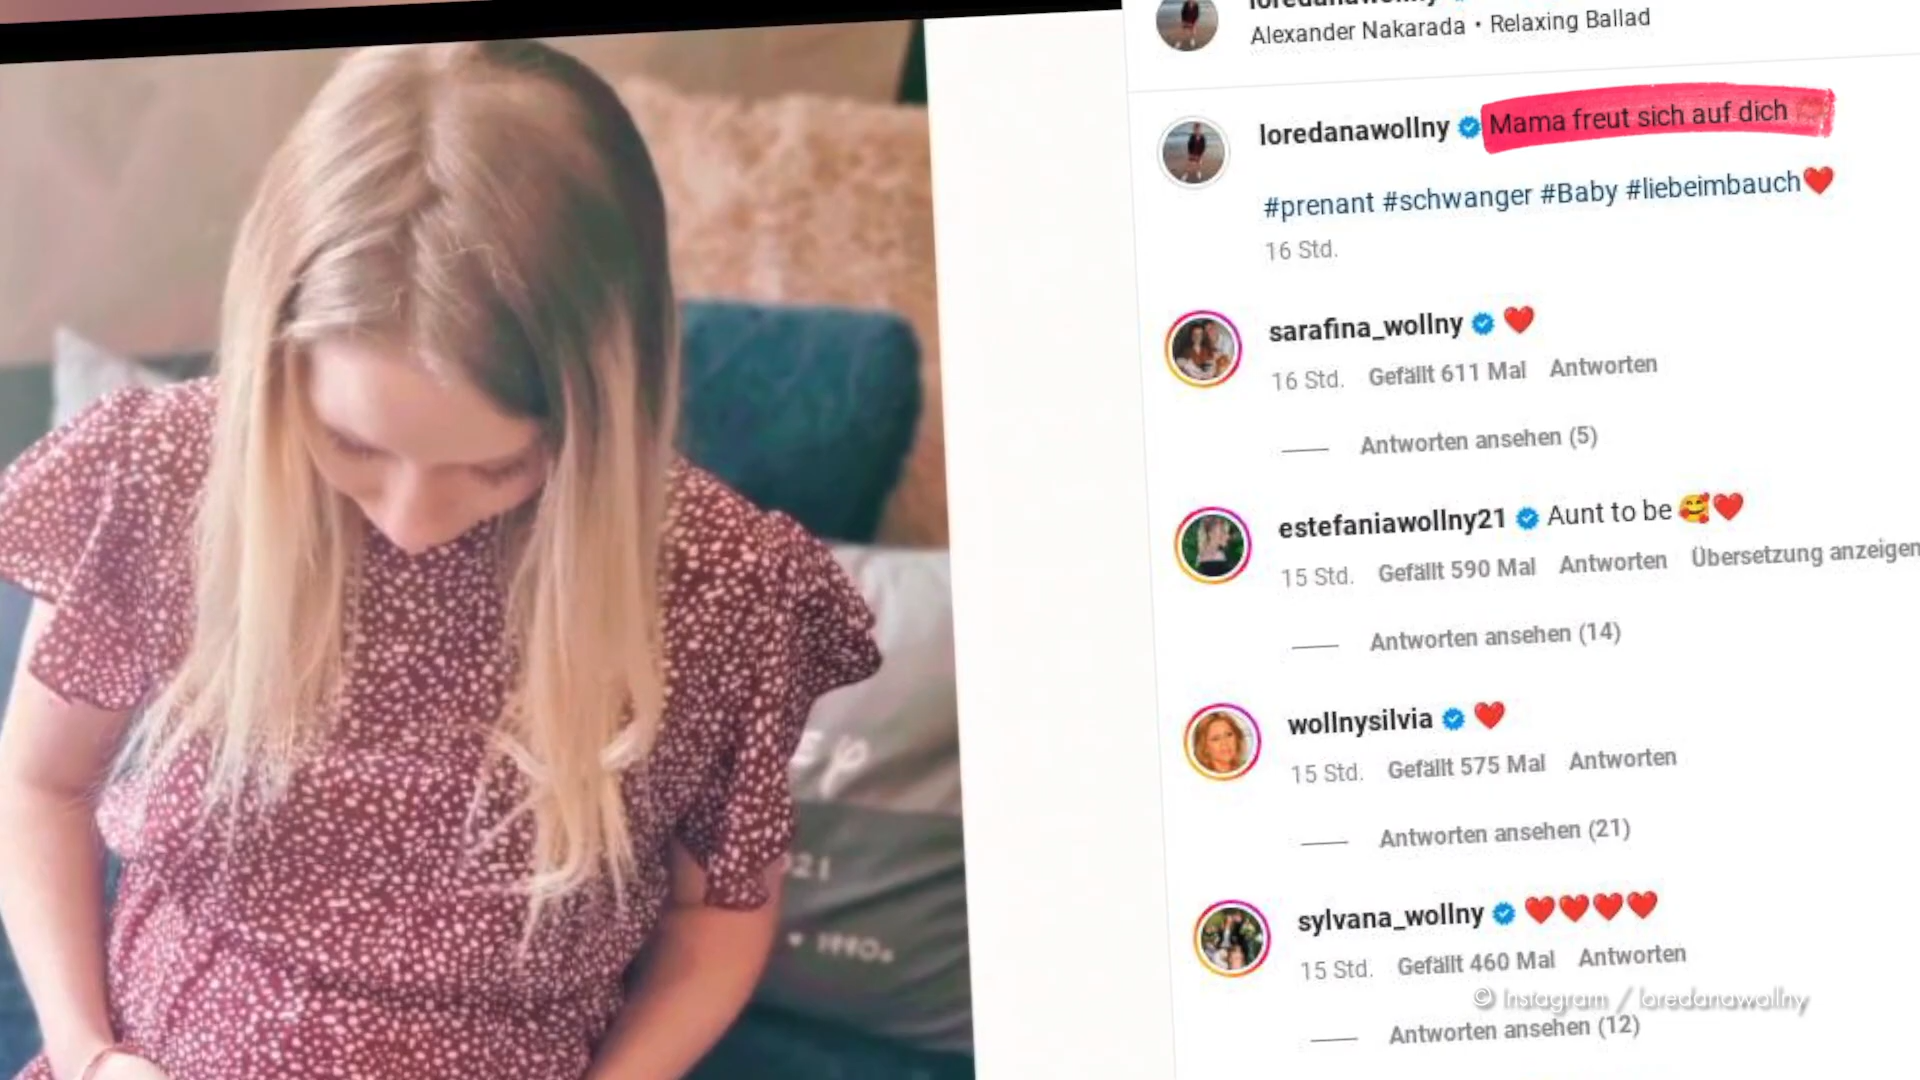 loredanawollny
Alexander Nakarada • Relaxing Ballad
loredanawollny Mama freut sich auf dich
#prenant #schwanger #Baby #liebeimbauch❤️
16 Std.
sarafina_wollny ❤️
16 Std. Gefällt 611 Mal Antworten
Antworten ansehen (5)
estefaniawollny21 Aunt to be 🥰❤️
15 Std. Gefällt 590 Mal Antworten Übersetzung anzeigen
Antworten ansehen (14)
wollnysilvia ❤️
15 Std. Gefällt 575 Mal Antworten
Antworten ansehen (21)
sylvana_wollny ❤️❤️❤️❤️
15 Std. Gefällt 460 Mal Antworten
Antworten ansehen (12)
© Instagram / loredanawollny
1990s